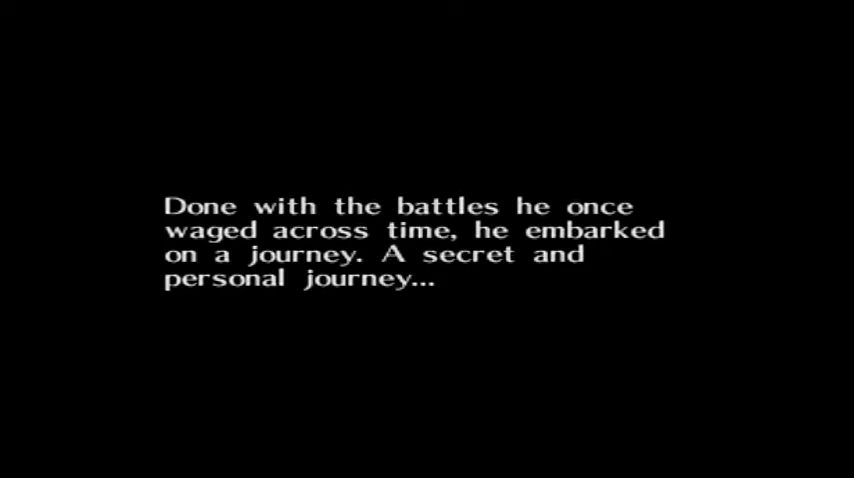 Done with the battles he once
waged across time, he embarked
on a journey. A secret and
personal journey...